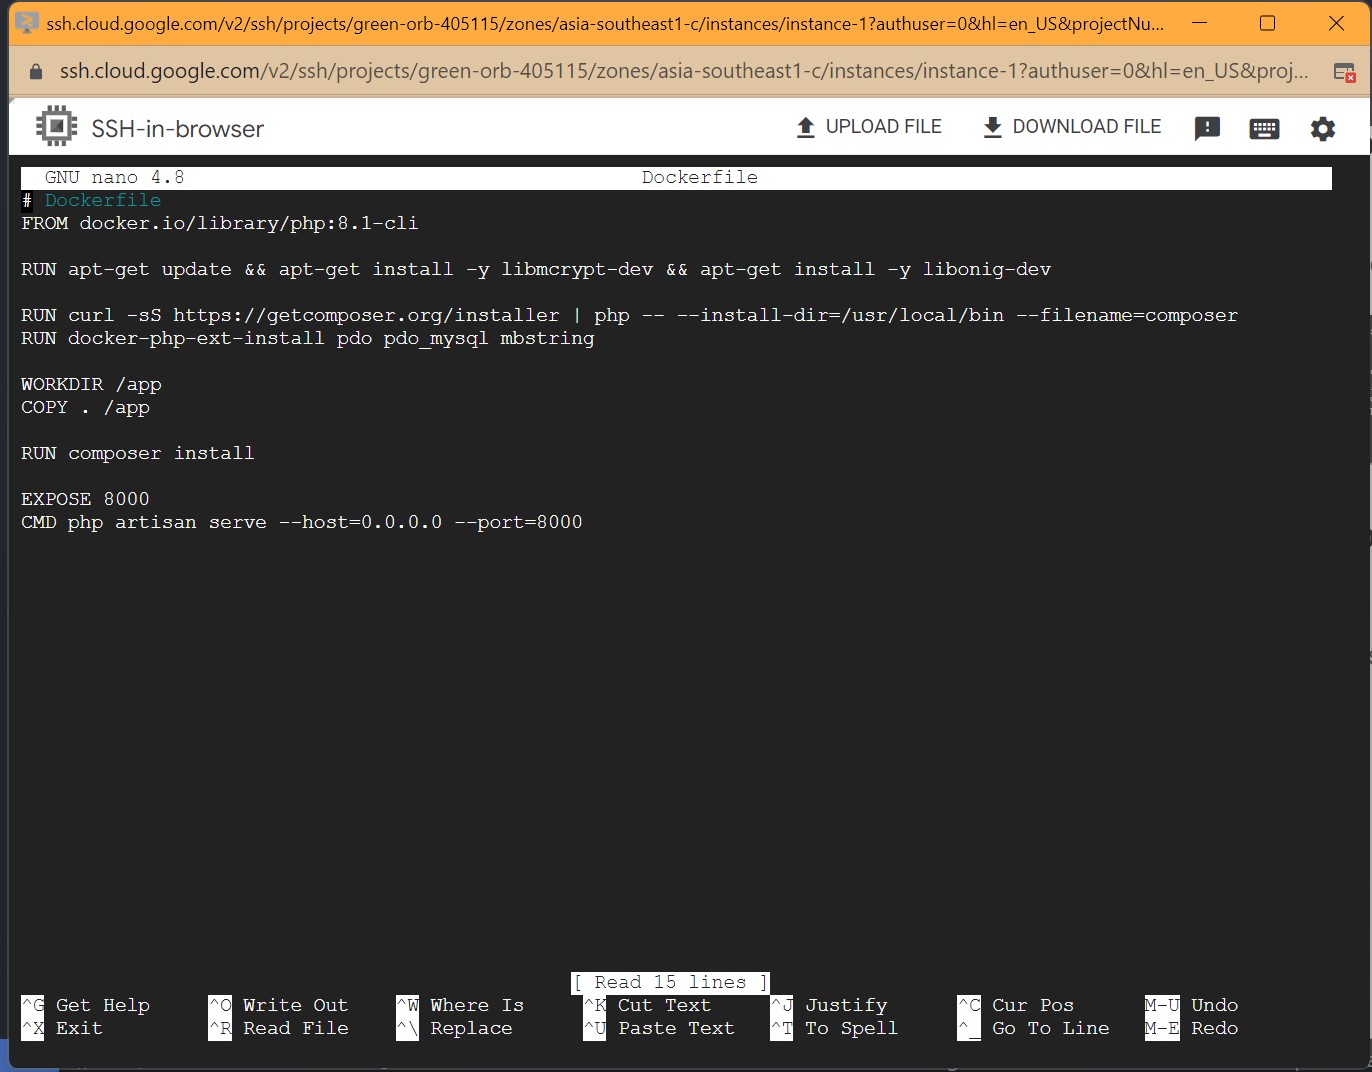 ssh.cloud.google.com/v2/ssh/projects/green-orb-405115/zones/asia-southeast1-c/instances/instance-1?authuser=0&hl=en_US&projectNu...
ssh.cloud.google.com/v2/ssh/projects/green-orb-405115/zones/asia-southeast1-c/instances/instance-1?authuser=0&hl=en_US&proj...
SSH-in-browser UPLOAD FILE DOWNLOAD FILE
GNU nano 4.8 Dockerfile
# Dockerfile
FROM docker.io/library/php:8.1-cli
RUN apt-get update && apt-get install -y libmcrypt-dev && apt-get install -y libonig-dev
RUN curl -sS https://getcomposer.org/installer | php -- --install-dir=/usr/local/bin --filename=composer
RUN docker-php-ext-install pdo pdo_mysql mbstring
WORKDIR /app
COPY . /app
RUN composer install
EXPOSE 8000
CMD php artisan serve --host=0.0.0.0 --port=8000
[ Read 15 lines ]
^G Get Help ^O Write Out ^W Where Is ^K Cut Text ^J Justify ^C Cur Pos M-U Undo
^X Exit ^R Read File ^\ Replace ^U Paste Text ^T To Spell ^_ Go To Line M-E Redo